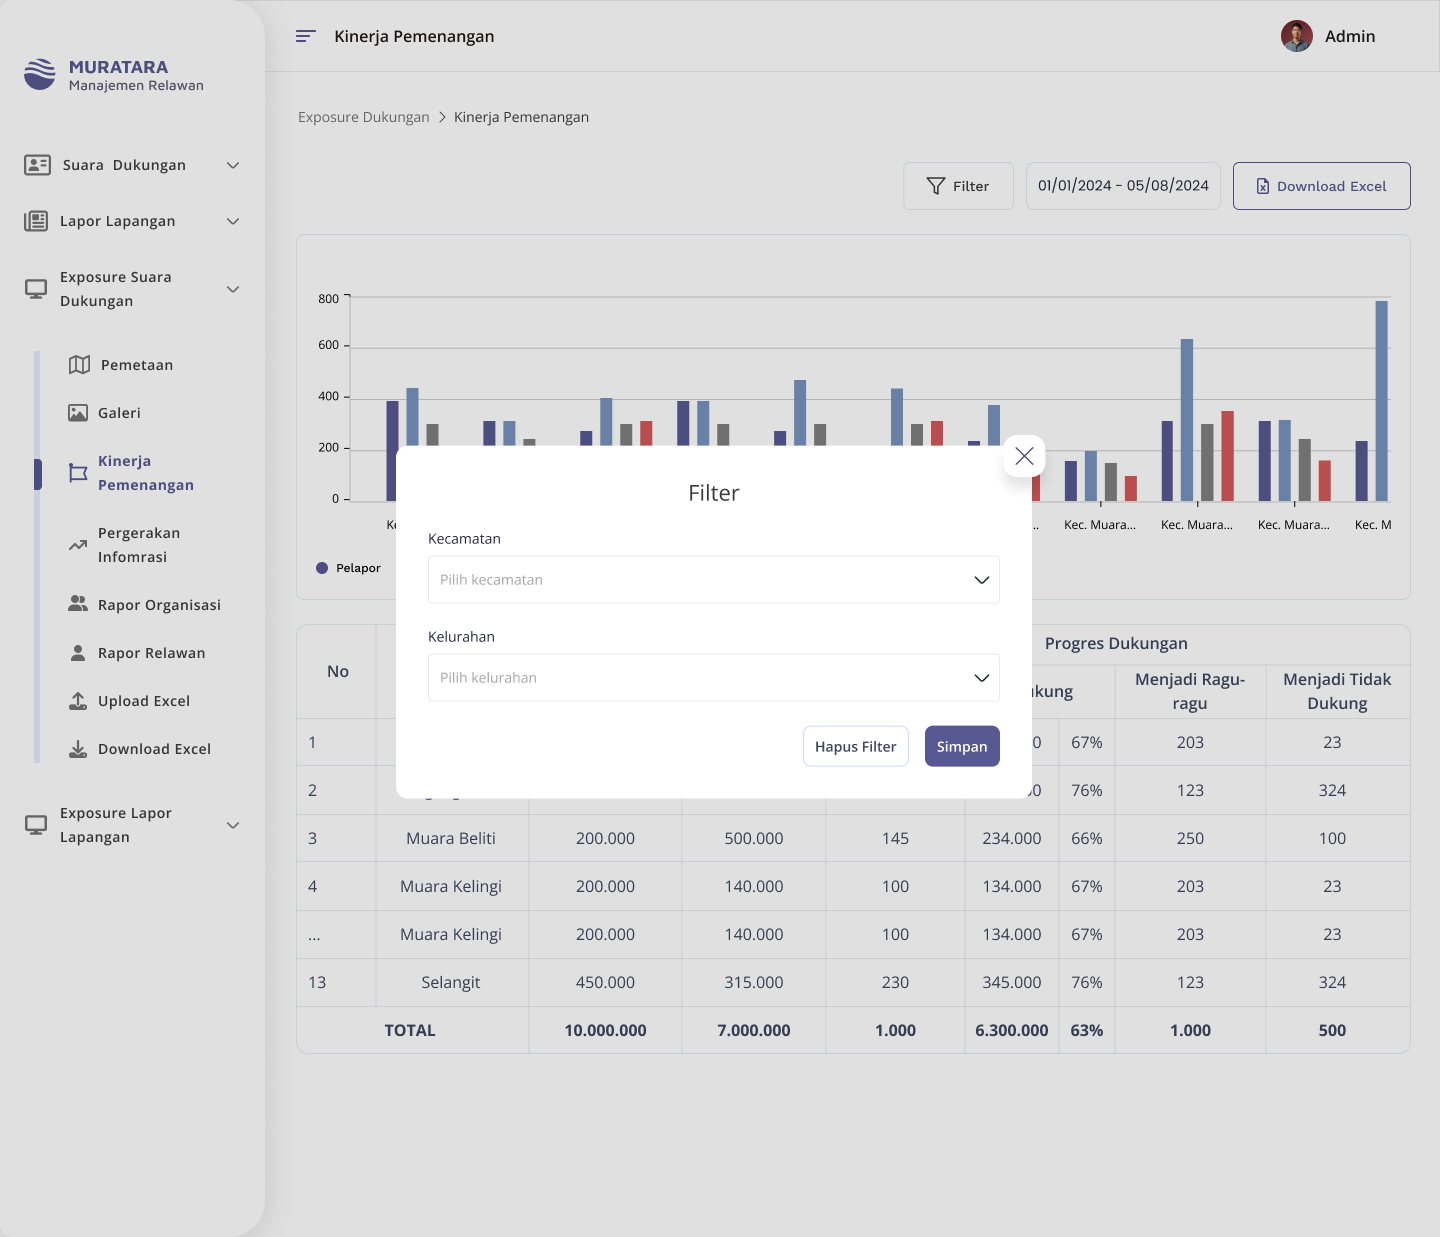 MURATARA
Manajemen Relawan
Suara Dukungan
Lapor Lapangan
Exposure Suara
Dukungan
Pemetaan
Galeri
Kinerja
Pemenangan
Pergerakan
Infomrasi
Rapor Organisasi
Rapor Relawan
Upload Excel
Download Excel
Exposure Lapor
Lapangan
Kinerja Pemenangan
Admin
Exposure Dukungan > Kinerja Pemenangan
Filter
01/01/2024 - 05/08/2024
Download Excel
800
600
400
200
0
Kec. Muara...
Kec. Muara...
Kec. Muara...
Kec. M
Pelapor
Filter
Kecamatan
Pilih kecamatan
Kelurahan
Pilih kelurahan
Hapus Filter
Simpan
No
Progres Dukungan
Menjadi Ragu-
ragu
Menjadi Tidak
Dukung
1 67% 203 23
2 76% 123 324
3 Muara Beliti 200.000 500.000 145 234.000 66% 250 100
4 Muara Kelingi 200.000 140.000 100 134.000 67% 203 23
... Muara Kelingi 200.000 140.000 100 134.000 67% 203 23
13 Selangit 450.000 315.000 230 345.000 76% 123 324
TOTAL 10.000.000 7.000.000 1.000 6.300.000 63% 1.000 500